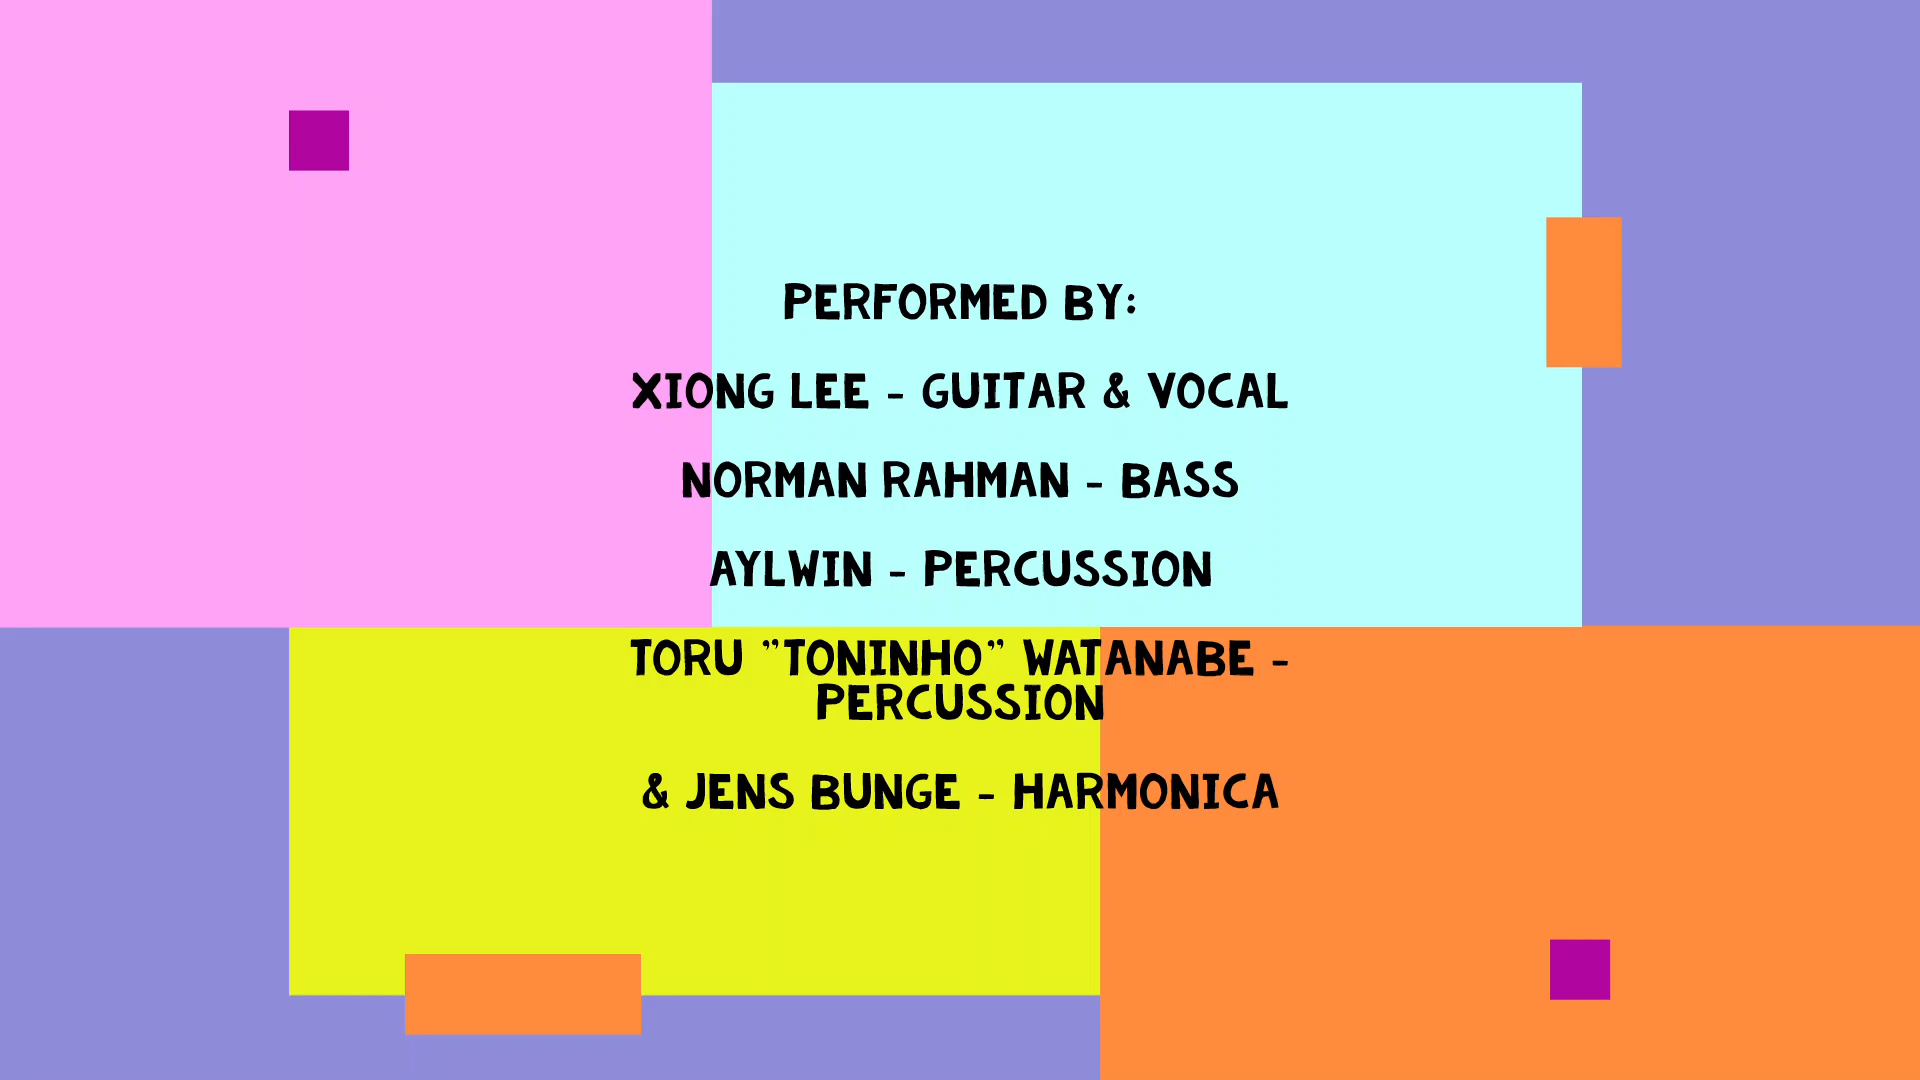 PERFORMED BY:
XIONG LEE - GUITAR & VOCAL
NORMAN RAHMAN - BASS
AYLWIN - PERCUSSION
TORU "TONINHO" WATANABE -
PERCUSSION
& JENS BUNGE - HARMONICA